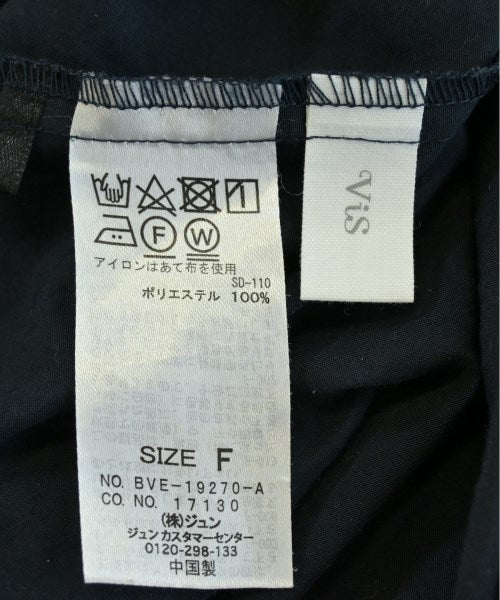 F W
アイロンはあて布を使用
SD-110
ポリエステル 100%
SIZE F
NO. BVE-19270-A
CO. NO. 17130
(株)ジュン
ジュンカスタマーセンター
0120-298-133
中国製
ViS